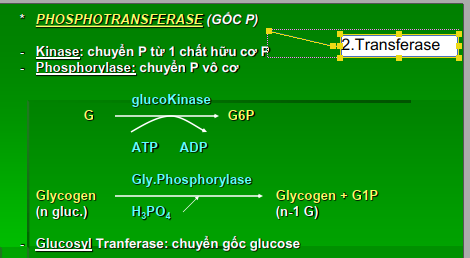 * PHOSPHOTRANSFERASE (GỐC P)
2.Transferase
- Kinase: chuyển P từ 1 chất hữu cơ P
- Phosphorylase: chuyển P vô cơ
glucoKinase
G G6P
ATP ADP
Gly.Phosphorylase
Glycogen Glycogen + G1P
(n gluc.) H3PO4 (n-1 G)
- Glucosyl Tranferase: chuyển gốc glucose